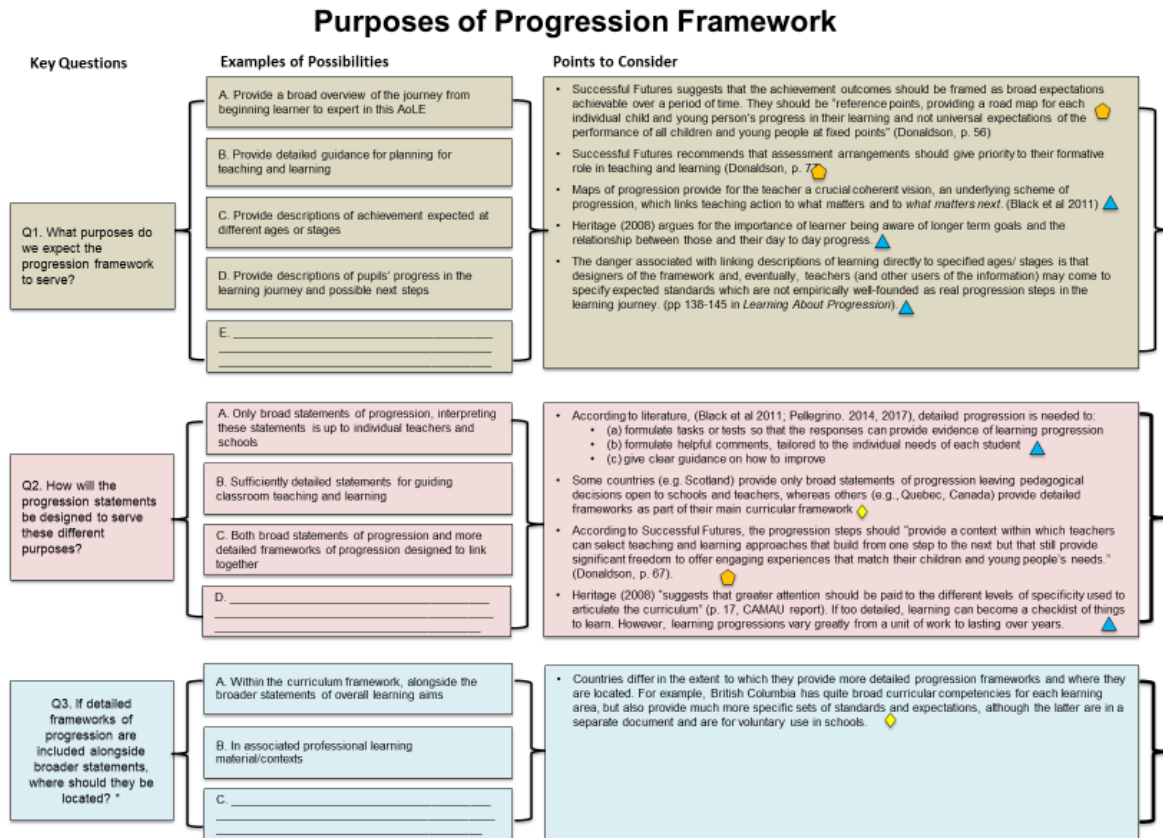 Purposes of Progression Framework
Key Questions
Examples of Possibilities
Points to Consider
Q1. What purposes do
we expect the
progression framework
to serve?
A. Provide a broad overview of the journey from
beginning learner to expert in this AoLE
B. Provide detailed guidance for planning for
teaching and learning
C. Provide descriptions of achievement expected at
different ages or stages
D. Provide descriptions of pupils' progress in the
learning journey and possible next steps
E. ____________________
____________________
____________________
• Successful Futures suggests that the achievement outcomes should be framed as broad expectations
achievable over a period of time. They should be "reference points, providing a road map for each
individual child and young person's progress in their learning and not universal expectations of the
performance of all children and young people at fixed points" (Donaldson, p. 56)
• Successful Futures recommends that assessment arrangements should give priority to their formative
role in teaching and learning (Donaldson, p.
• Maps of progression provide for the teacher a crucial coherent vision, an underlying scheme of
progression, which links teaching action to what matters and to what matters next. (Black et al 2011)
• Heritage (2008) argues for the importance of learner being aware of longer term goals and the
relationship between those and their day to day progress.
• The danger associated with linking descriptions of learning directly to specified ages/ stages is that
designers of the framework and, eventually, teachers (and other users of the information) may come to
specify expected standards which are not empirically well-founded as real progression steps in the
learning journey. (pp 138-145 in Learning About Progression).
Q2. How will the
progression statements
be designed to serve
these different
purposes?
A. Only broad statements of progression, interpreting
these statements is up to individual teachers and
schools
B. Sufficiently detailed statements for guiding
classroom teaching and learning
C. Both broad statements of progression and more
detailed frameworks of progression designed to link
together
D. ____________________
____________________
____________________
• According to literature, (Black et al 2011; Pellegrino. 2014, 2017), detailed progression is needed to:
• (a) formulate tasks or tests so that the responses can provide evidence of learning progression
• (b) formulate helpful comments, tailored to the individual needs of each student
• (c) give clear guidance on how to improve
• Some countries (e.g. Scotland) provide only broad statements of progression leaving pedagogical
decisions open to schools and teachers, whereas others (e.g., Quebec, Canada) provide detailed
frameworks as part of their main curricular framework
• According to Successful Futures, the progression steps should "provide a context within which teachers
can select teaching and learning approaches that build from one step to the next but that still provide
significant freedom to offer engaging experiences that match their children and young people's needs."
(Donaldson, p. 67).
• Heritage (2008) "suggests that greater attention should be paid to the different levels of specificity used to
articulate the curriculum" (p. 17, CAMAU report). If too detailed, learning can become a checklist of things
to learn. However, learning progressions vary greatly from a unit of work to lasting over years.
Q3. If detailed
frameworks of
progression are
included alongside
broader statements,
where should they be
located? *
A. Within the curriculum framework, alongside the
broader statements of overall learning aims
B. In associated professional learning
material/contexts
C. ____________________
____________________
____________________
• Countries differ in the extent to which they provide more detailed progression frameworks and where they
are located. For example, British Columbia has quite broad curricular competencies for each learning
area, but also provide much more specific sets of standards and expectations, although the latter are in a
separate document and are for voluntary use in schools.